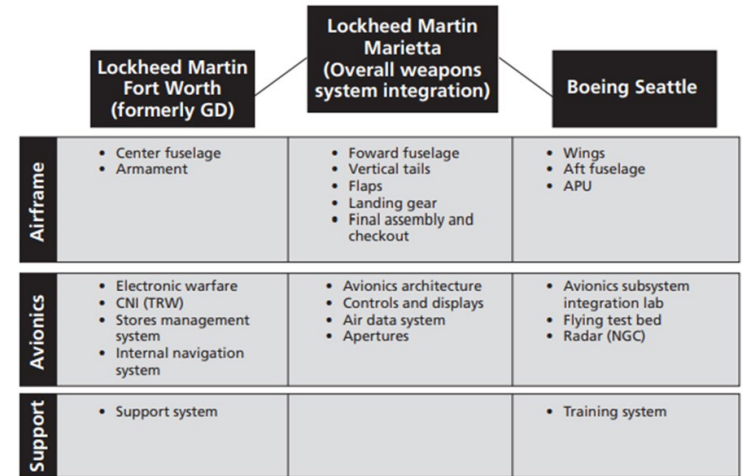 Lockheed Martin
Marietta
(Overall weapons
system integration)
Lockheed Martin
Fort Worth
(formerly GD)
Boeing Seattle
Airframe
• Center fuselage
• Armament
• Foward fuselage
• Vertical tails
• Flaps
• Landing gear
• Final assembly and
checkout
• Wings
• Aft fuselage
• APU
Avionics
• Electronic warfare
• CNI (TRW)
• Stores management
system
• Internal navigation
system
• Avionics architecture
• Controls and displays
• Air data system
• Apertures
• Avionics subsystem
integration lab
• Flying test bed
• Radar (NGC)
Support
• Support system
• Training system